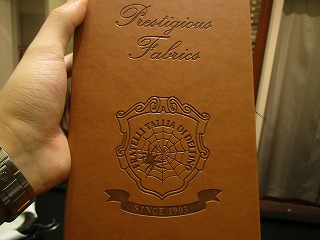 Prestigious
Fabrics
FRATELLI TALLIA DI DELFINO
SINCE 1903